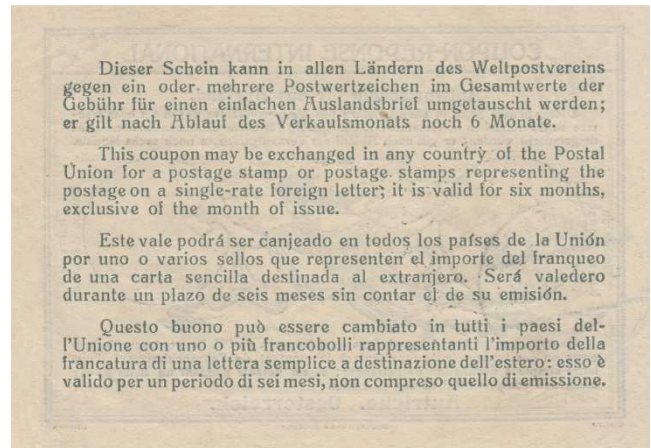 Dieser Schein kann in allen Ländern des Weltpostvereins
gegen ein oder mehrere Postwertzeichen im Gesamtwerte der
Gebühr für einen einfachen Auslandsbrief umgetauscht werden;
er gilt nach Ablauf des Verkaufsmonats noch 6 Monate.
This coupon may be exchanged in any country of the Postal
Union for a postage stamp or postage stamps representing the
postage on a single-rate foreign letter; it is valid for six months,
exclusive of the month of issue.
Este vale podrá ser canjeado en todos los países de la Unión
por uno o varios sellos que representen el importe del franqueo
de una carta sencilla destinada al extranjero. Será valedero
durante un plazo de seis meses sin contar el de su emisión.
Questo buono può essere cambiato in tutti i paesi del-
l'Unione con uno o più francobolli rappresentanti l'importo della
francatura di una lettera semplice a destinazione dell'estero: esso è
valido per un periodo di sei mesi, non compreso quello di emissione.